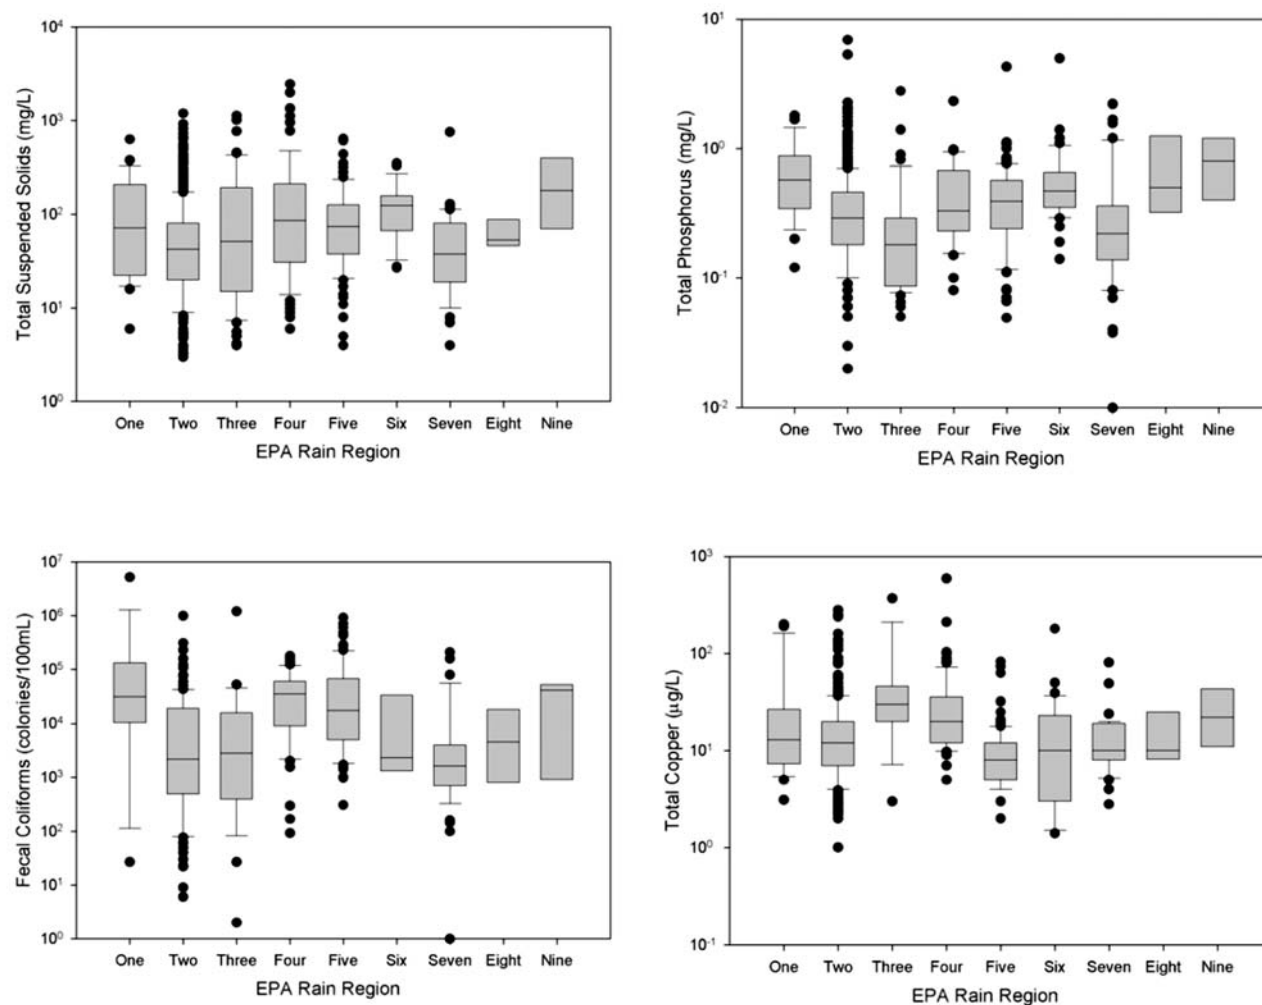 Total Suspended Solids (mg/L)
10⁴
10³
10²
10¹
10⁰
One Two Three Four Five Six Seven Eight Nine
EPA Rain Region
Total Phosphorus (mg/L)
10¹
10⁰
10⁻¹
10⁻²
One Two Three Four Five Six Seven Eight Nine
EPA Rain Region
Fecal Coliforms (colonies/100mL)
10⁷
10⁶
10⁵
10⁴
10³
10²
10¹
10⁰
One Two Three Four Five Six Seven Eight Nine
EPA Rain Region
Total Copper (µg/L)
10³
10²
10¹
10⁰
10⁻¹
One Two Three Four Five Six Seven Eight Nine
EPA Rain Region